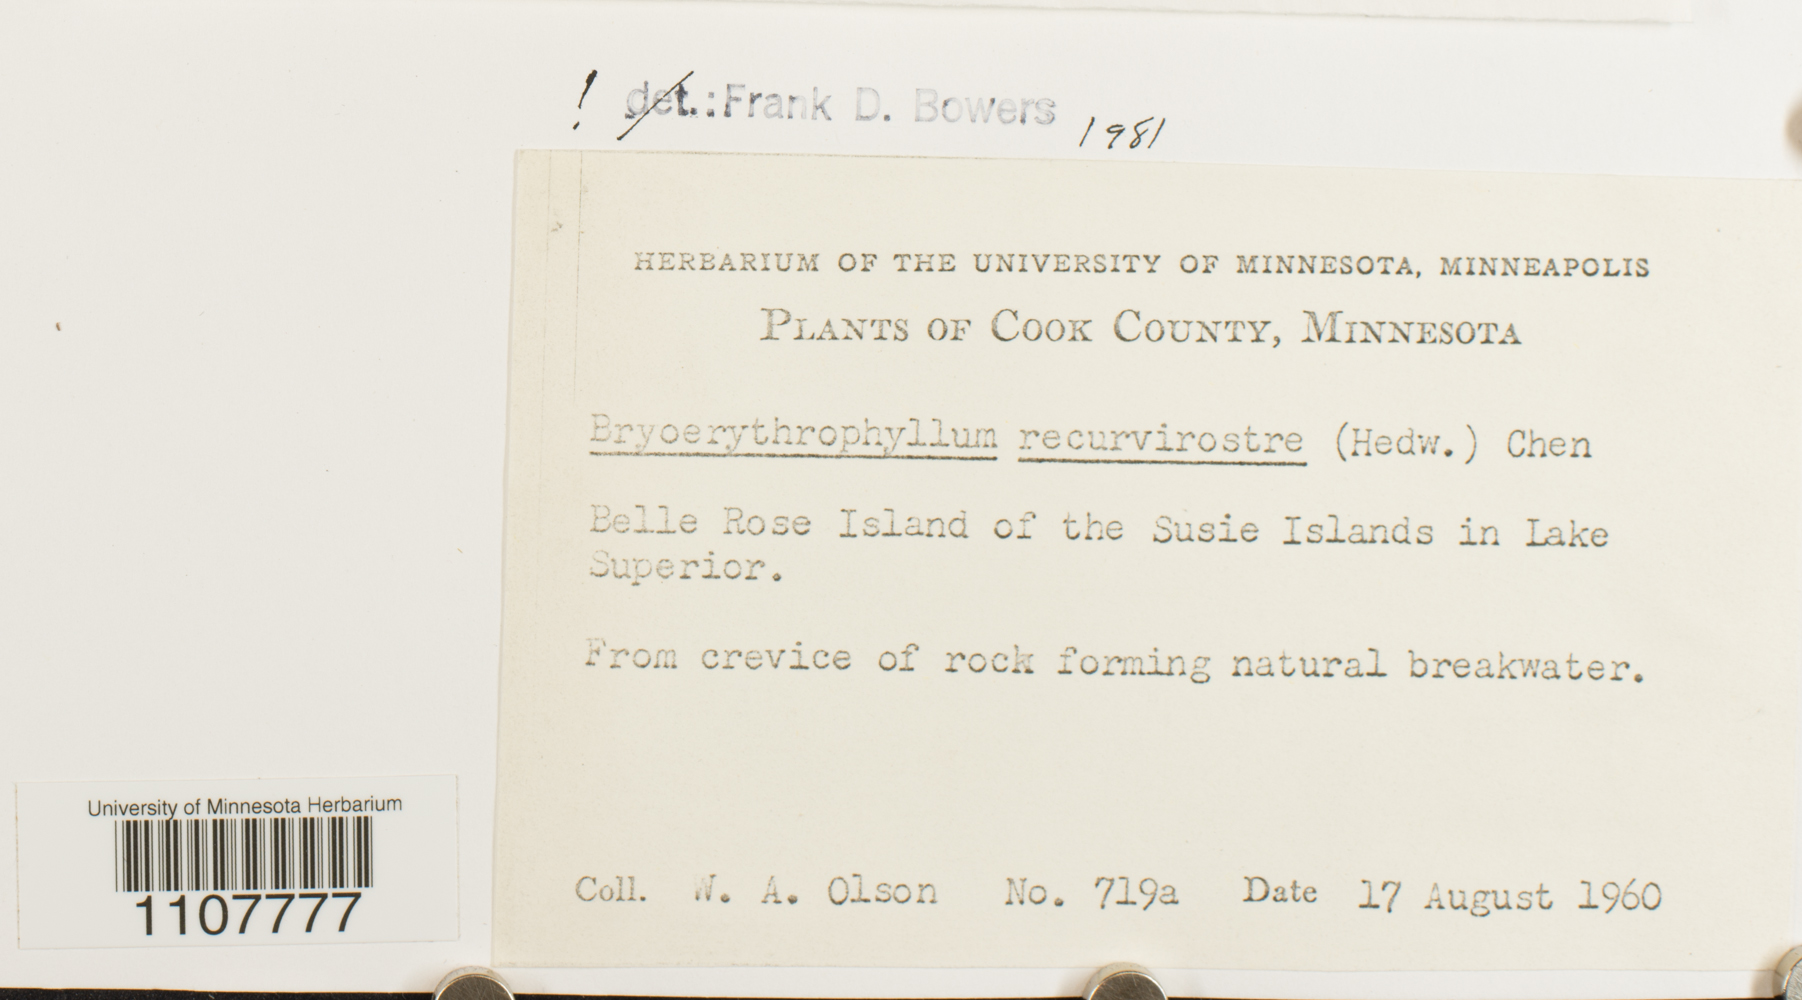 ! det.: Frank D. Bowers 1981
HERBARIUM OF THE UNIVERSITY OF MINNESOTA, MINNEAPOLIS
PLANTS OF COOK COUNTY, MINNESOTA
Bryoerythrophyllum recurvirostre (Hedw.) Chen
Belle Rose Island of the Susie Islands in Lake
Superior.
From crevice of rock forming natural breakwater.
Coll. W. A. Olson No. 719a Date 17 August 1960
University of Minnesota Herbarium
1107777